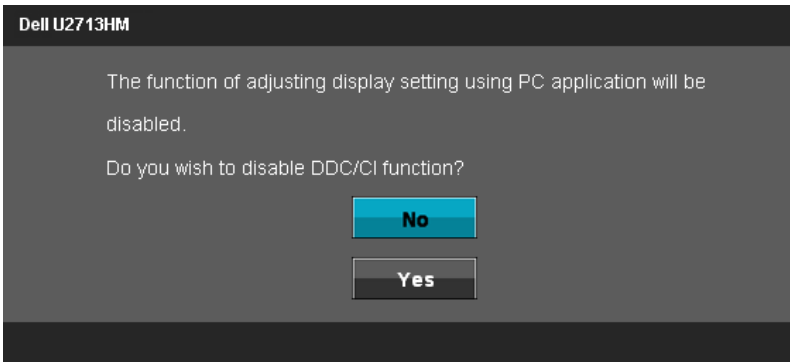 Dell U2713HM
The function of adjusting display setting using PC application will be
disabled.
Do you wish to disable DDC/CI function?
No
Yes